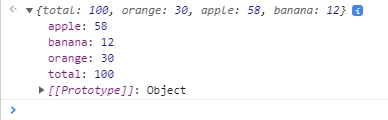 {total: 100, orange: 30, apple: 58, banana: 12} i
apple: 58
banana: 12
orange: 30
total: 100
[[Prototype]]: Object